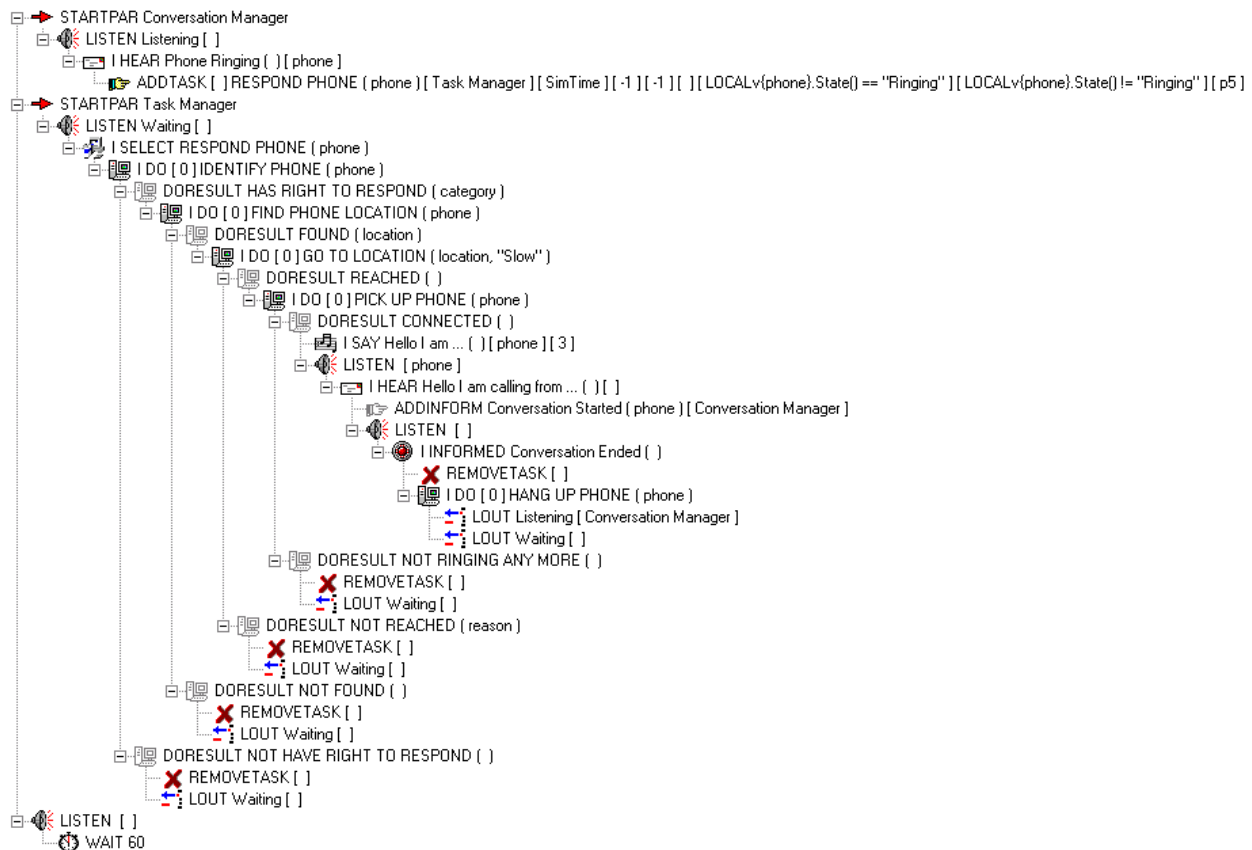 STARTPAR Conversation Manager
LISTEN Listening [ ]
I HEAR Phone Ringing ( ) [ phone ]
ADDTASK [ ] RESPOND PHONE ( phone ) [ Task Manager ] [ SimTime ] [ -1 ] [ -1 ] [ ] [ LOCALv{phone}.State() == "Ringing" ] [ LOCALv{phone}.State() != "Ringing" ] [ p5 ]
STARTPAR Task Manager
LISTEN Waiting [ ]
I SELECT RESPOND PHONE ( phone )
I DO [ 0 ] IDENTIFY PHONE ( phone )
DORESULT HAS RIGHT TO RESPOND ( category )
I DO [ 0 ] FIND PHONE LOCATION ( phone )
DORESULT FOUND ( location )
I DO [ 0 ] GO TO LOCATION ( location, "Slow" )
DORESULT REACHED ( )
I DO [ 0 ] PICK UP PHONE ( phone )
DORESULT CONNECTED ( )
I SAY Hello I am ... ( ) [ phone ] [ 3 ]
LISTEN [ phone ]
I HEAR Hello I am calling from ... ( ) [ ]
ADDINFORM Conversation Started ( phone ) [ Conversation Manager ]
LISTEN [ ]
I INFORMED Conversation Ended ( )
REMOVETASK [ ]
I DO [ 0 ] HANG UP PHONE ( phone )
LOUT Listening [ Conversation Manager ]
LOUT Waiting [ ]
DORESULT NOT RINGING ANY MORE ( )
REMOVETASK [ ]
LOUT Waiting [ ]
DORESULT NOT REACHED ( reason )
REMOVETASK [ ]
LOUT Waiting [ ]
DORESULT NOT FOUND ( )
REMOVETASK [ ]
LOUT Waiting [ ]
DORESULT NOT HAVE RIGHT TO RESPOND ( )
REMOVETASK [ ]
LOUT Waiting [ ]
LISTEN [ ]
WAIT 60